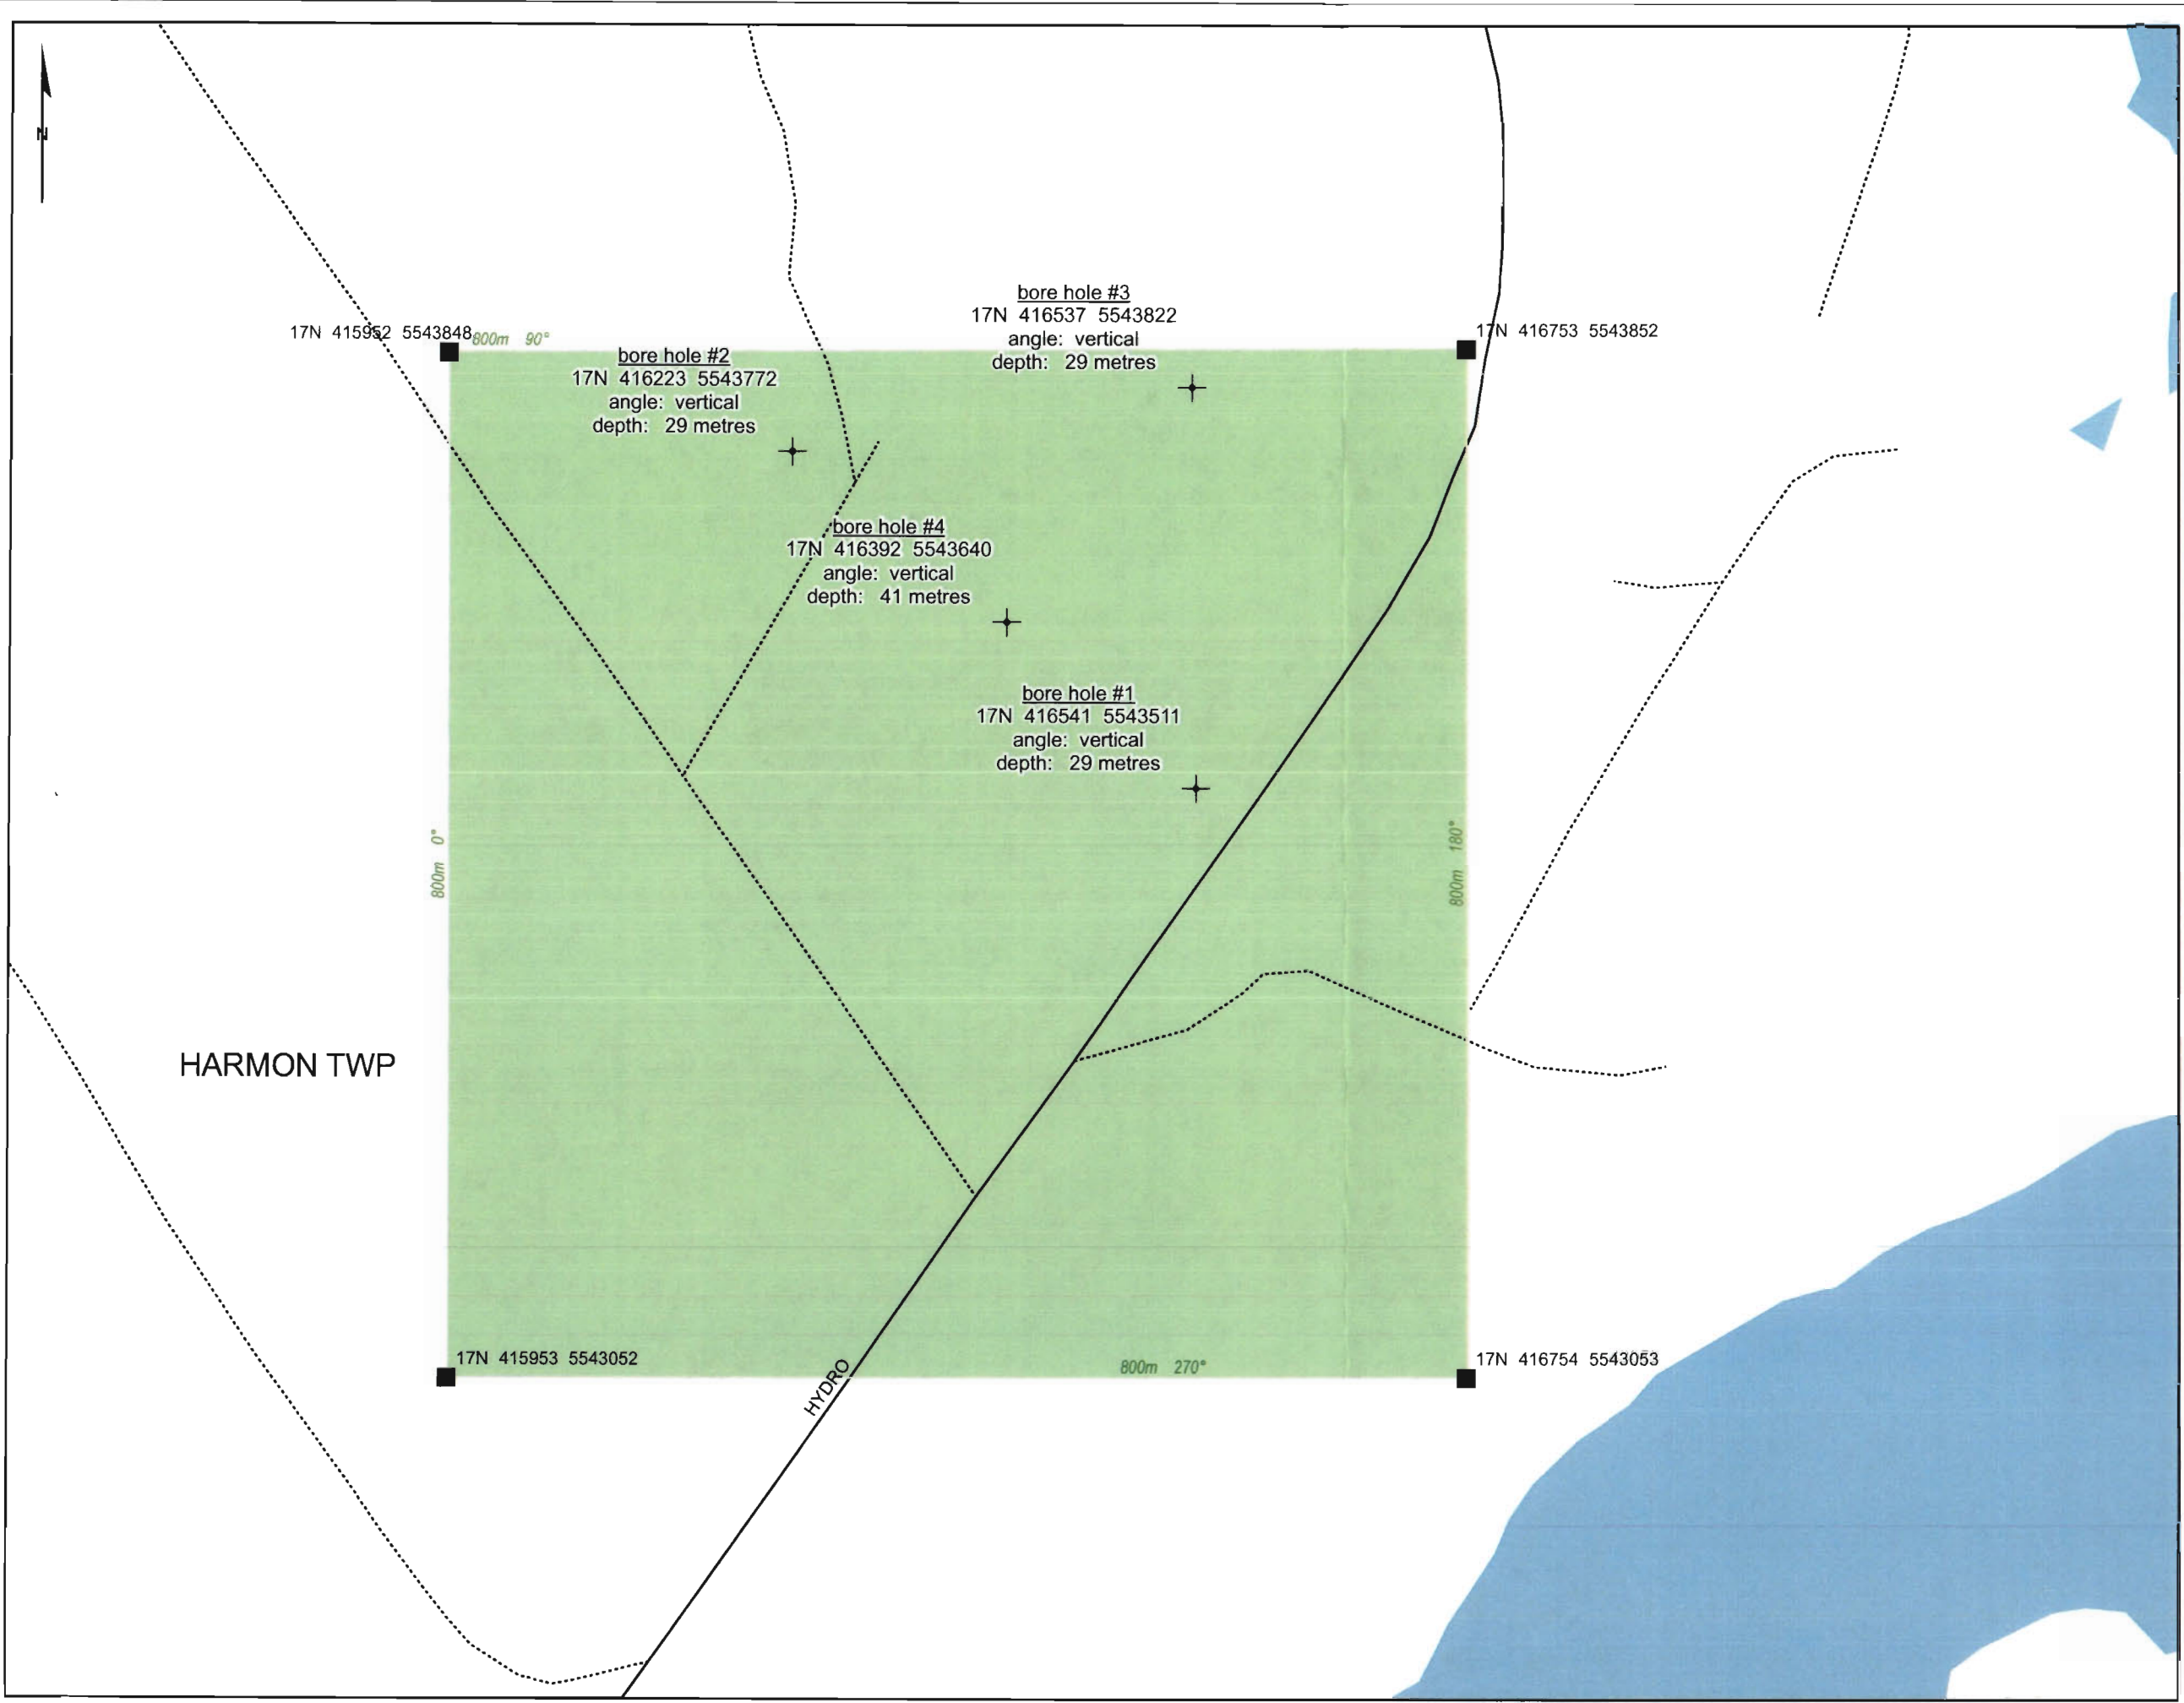 N
bore hole #3
17N 416537 5543822
angle: vertical
depth: 29 metres
17N 415952 5543848
800m 90°
17N 416753 5543852
bore hole #2
17N 416223 5543772
angle: vertical
depth: 29 metres
bore hole #4
17N 416392 5543640
angle: vertical
depth: 41 metres
bore hole #1
17N 416541 5543511
angle: vertical
depth: 29 metres
800m 0°
800m 180°
HARMON TWP
17N 415953 5543052
HYDRO
800m 270°
17N 416754 5543053